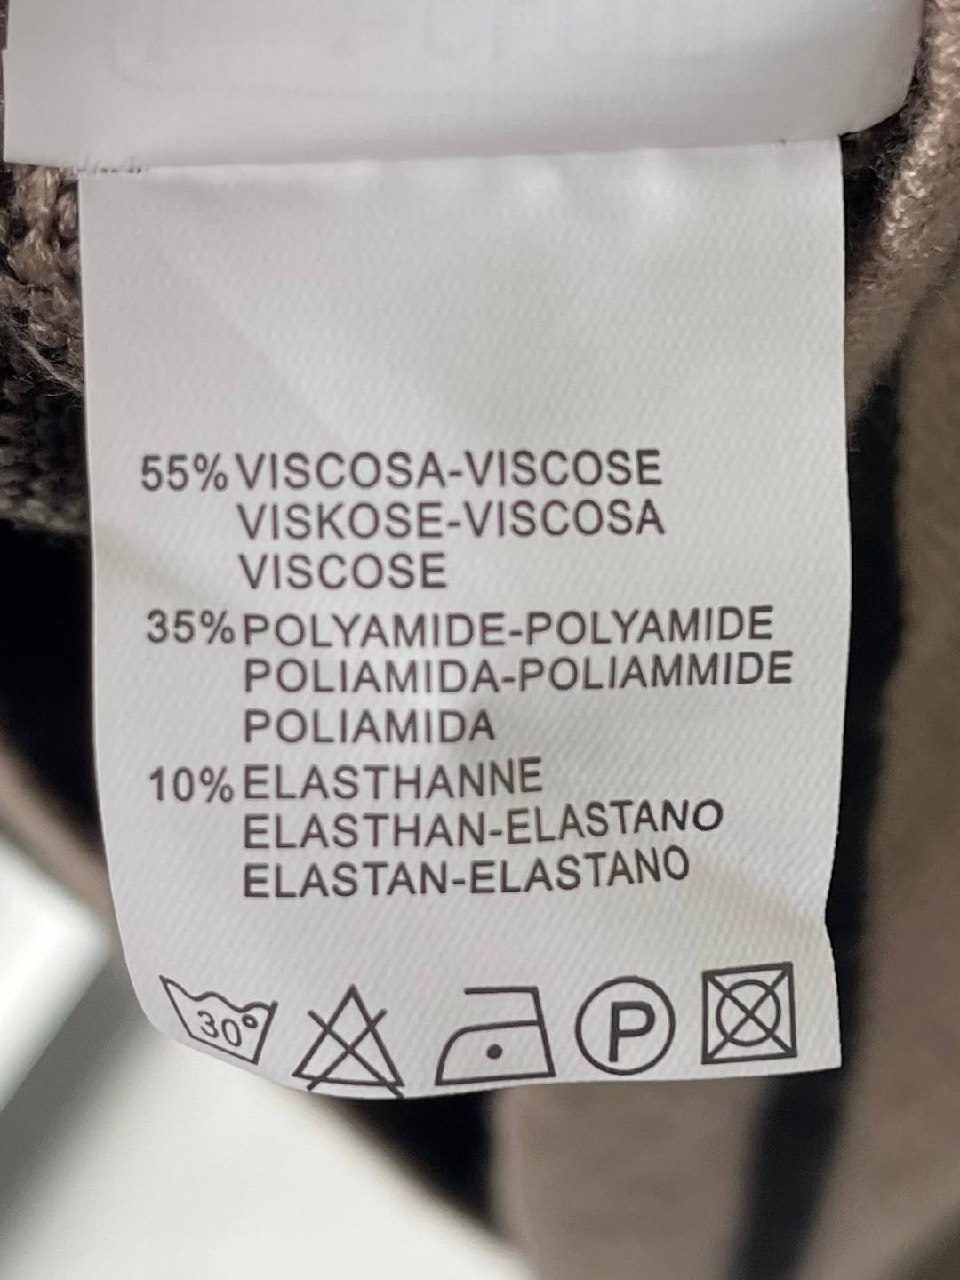 55% VISCOSA-VISCOSE
VISKOSE-VISCOSA
VISCOSE
35% POLYAMIDE-POLYAMIDE
POLIAMIDA-POLIAMMIDE
POLIAMIDA
10% ELASTHANNE
ELASTHAN-ELASTANO
ELASTAN-ELASTANO
30° P